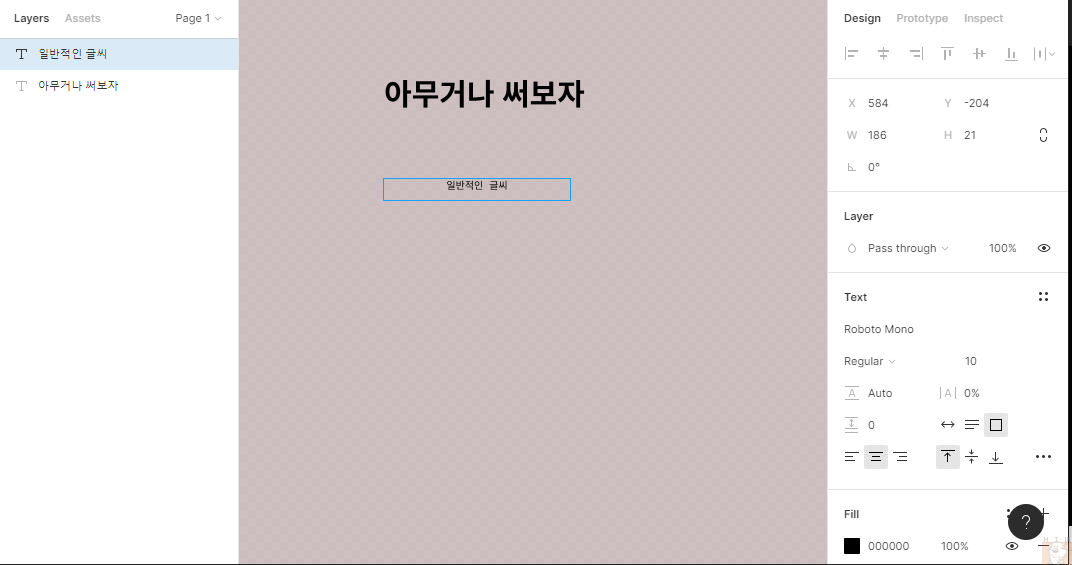 Layers Assets Page 1
일반적인 글씨
아무거나 써보자
아무거나 써보자
일반적인 글씨
Design Prototype Inspect
X 584 Y -204
W 186 H 21
0°
Layer
Pass through 100%
Text
Roboto Mono
Regular 10
A Auto |A| 0%
0
Fill
?
000000 100%